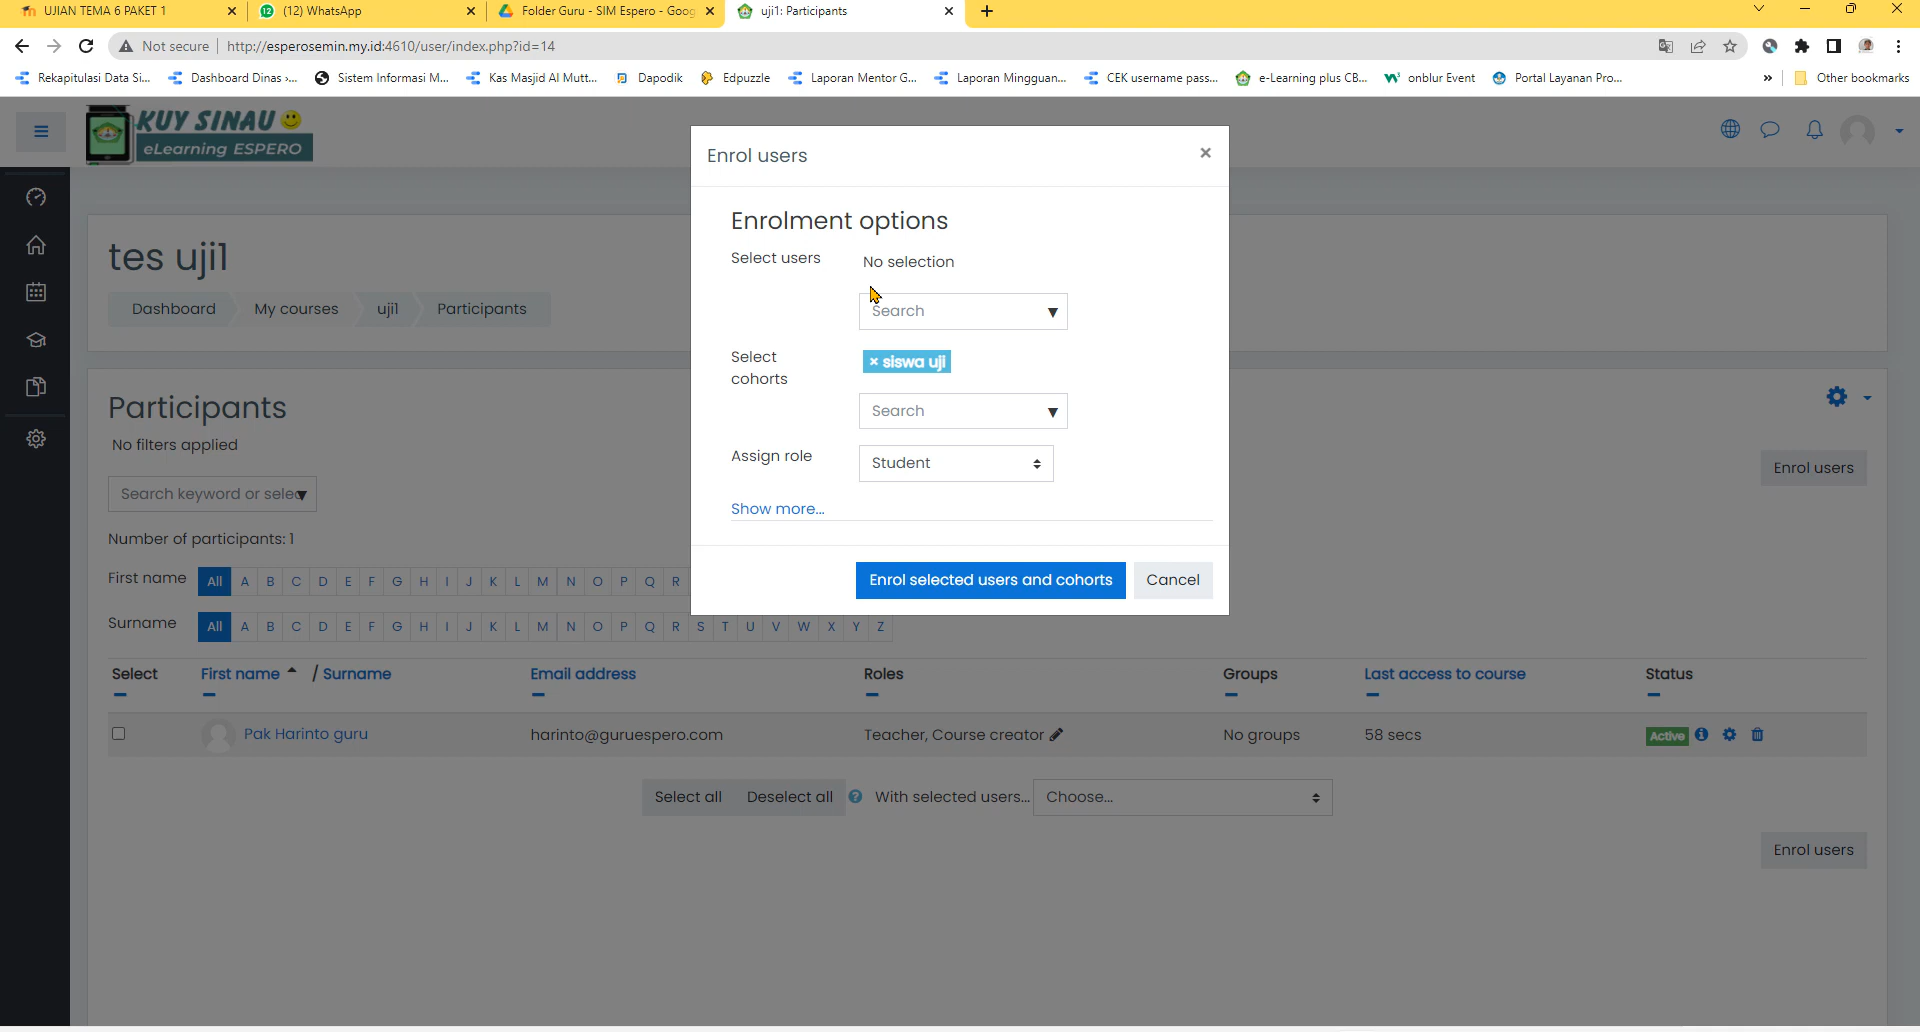 UJIAN TEMA 6 PAKET 1
(12) WhatsApp
Folder Guru - SIM Espero - Goog
uji1: Participants
Not secure
http://esperosemin.my.id:4610/user/index.php?id=14
Rekapitulasi Data Si...
Dashboard Dinas ›...
Sistem Informasi M...
Kas Masjid Al Mutt...
Dapodik
Edpuzzle
Laporan Mentor G...
Laporan Mingguan...
CEK username pass...
e-Learning plus CB...
onblur Event
Portal Layanan Pro...
»
Other bookmarks
KUY SINAU
eLearning ESPERO
Enrol users
×
Enrolment options
Select users
No selection
Search ▼
Select cohorts
× siswa uji
Search ▼
Assign role
Student
Show more...
Enrol selected users and cohorts
Cancel
tes uji1
Dashboard
My courses
uji1
Participants
Participants
No filters applied
Enrol users
Search keyword or selec ▼
Number of participants: 1
First name All A B C D E F G H I J K L M N O P Q R
Surname All A B C D E F G H I J K L M N O P Q R S T U V W X Y Z
Select
First name / Surname
Email address
Roles
Groups
Last access to course
Status
Pak Harinto guru
harinto@guruespero.com
Teacher, Course creator
No groups
58 secs
Active
Select all
Deselect all
With selected users...
Choose...
Enrol users